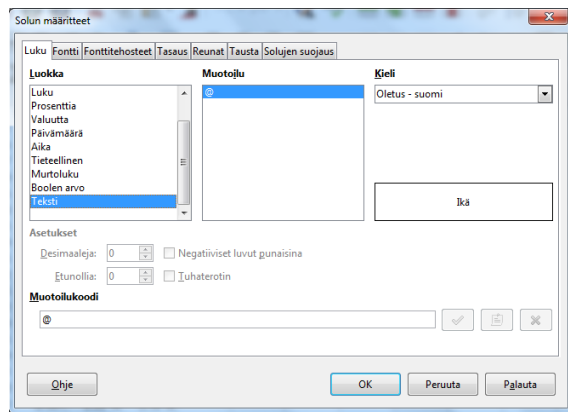 Solun määritteet
Luku Fontti Fonttitehosteet Tasaus Reunat Tausta Solujen suojaus
Luokka Muotoilu Kieli
Luku @ Oletus - suomi
Prosenttia
Valuutta
Päivämäärä
Aika
Tieteellinen
Murtoluku
Boolen arvo
Teksti Ikä
Asetukset
Desimaaleja: 0 Negatiiviset luvut punaisina
Etunollia: 0 Tuhaterotin
Muotoilukoodi
@
Ohje OK Peruuta Palauta